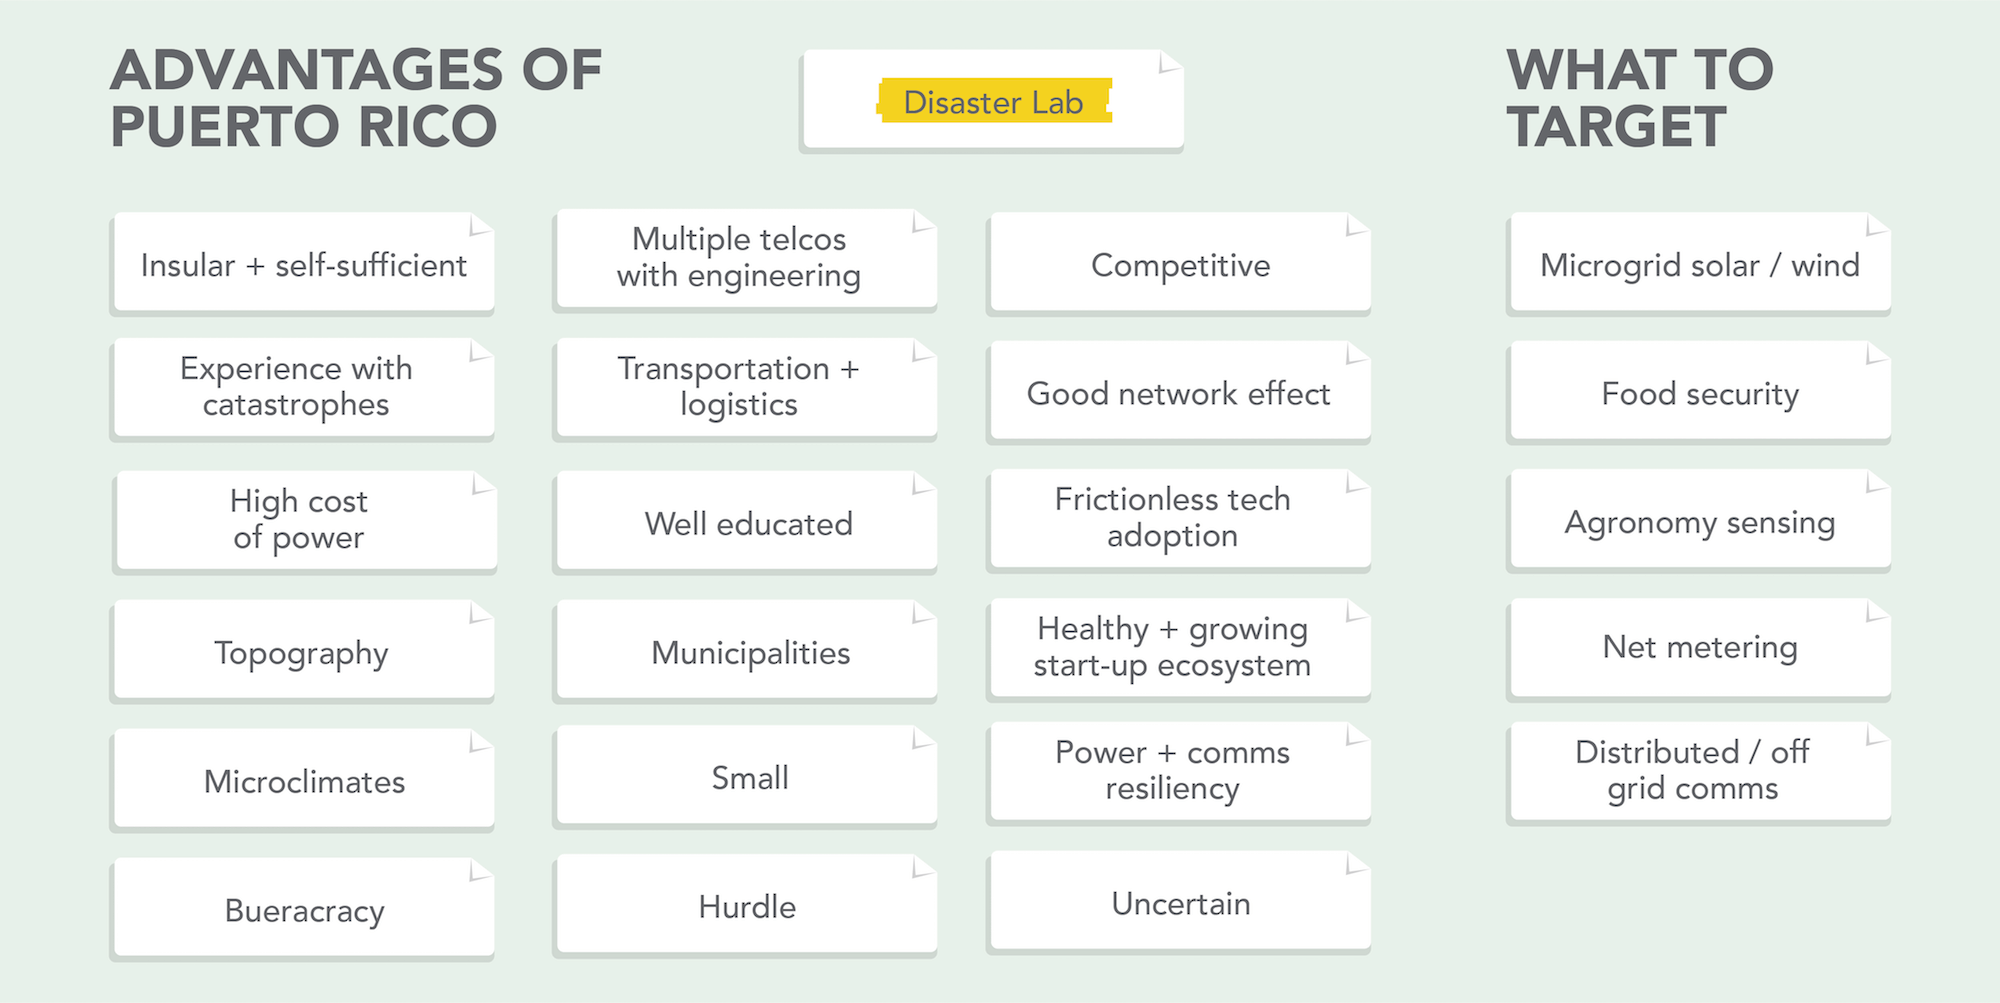 ADVANTAGES OF
PUERTO RICO
Disaster Lab
WHAT TO
TARGET
Insular + self-sufficient
Experience with
catastrophes
High cost
of power
Topography
Microclimates
Bueracracy
Multiple telcos
with engineering
Transportation +
logistics
Well educated
Municipalities
Small
Hurdle
Competitive
Good network effect
Frictionless tech
adoption
Healthy + growing
start-up ecosystem
Power + comms
resiliency
Uncertain
Microgrid solar / wind
Food security
Agronomy sensing
Net metering
Distributed / off
grid comms